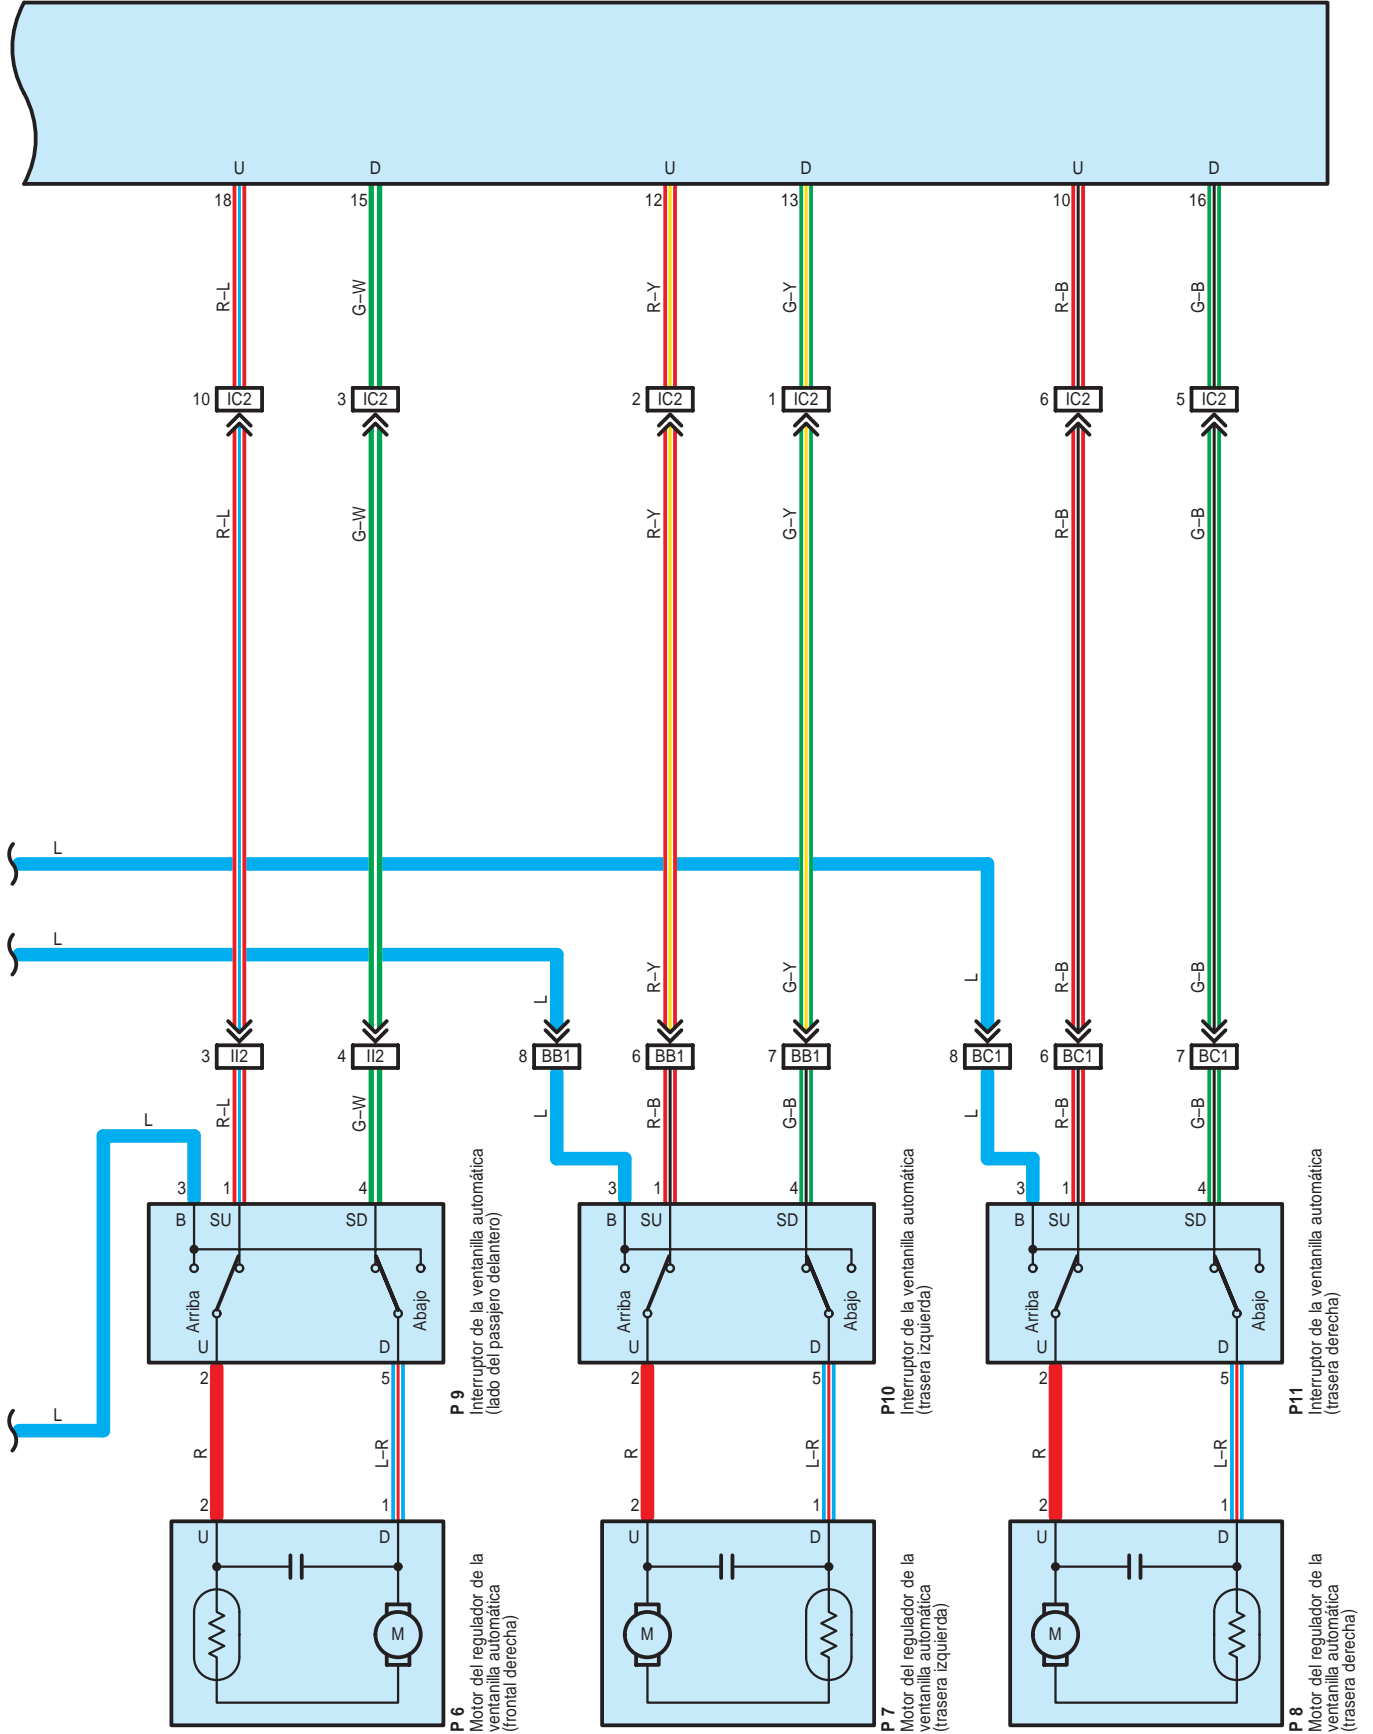 U D U D U D
18 15 12 13 10 16
R–L G–W R–Y G–Y R–B G–B
10 IC2 3 IC2 2 IC2 1 IC2 6 IC2 5 IC2
R–L G–W R–Y G–Y R–B G–B
L
L
L R–Y G–Y L R–B G–B
3 II2 4 II2 8 BB1 6 BB1 7 BB1 8 BC1 6 BC1 7 BC1
L R–L G–W L R–B G–B L R–B G–B
3 1 4 3 1 4 3 1 4
B SU SD B SU SD B SU SD
Arriba Abajo Arriba Abajo Arriba Abajo
U D U D U D
P 9
Interruptor de la ventanilla automática
(lado del pasajero delantero)
P10
Interruptor de la ventanilla automática
(trasera izquierda)
P11
Interruptor de la ventanilla automática
(trasera derecha)
2 5 2 5 2 5
L
R L–R R L–R R L–R
2 1 2 1 2 1
U D U D U D
M M M
P 6
Motor del regulador de la
ventanilla automática
(frontal derecha)
P 7
Motor del regulador de la
ventanilla automática
(trasera izquierda)
P 8
Motor del regulador de la
ventanilla automática
(trasera derecha)